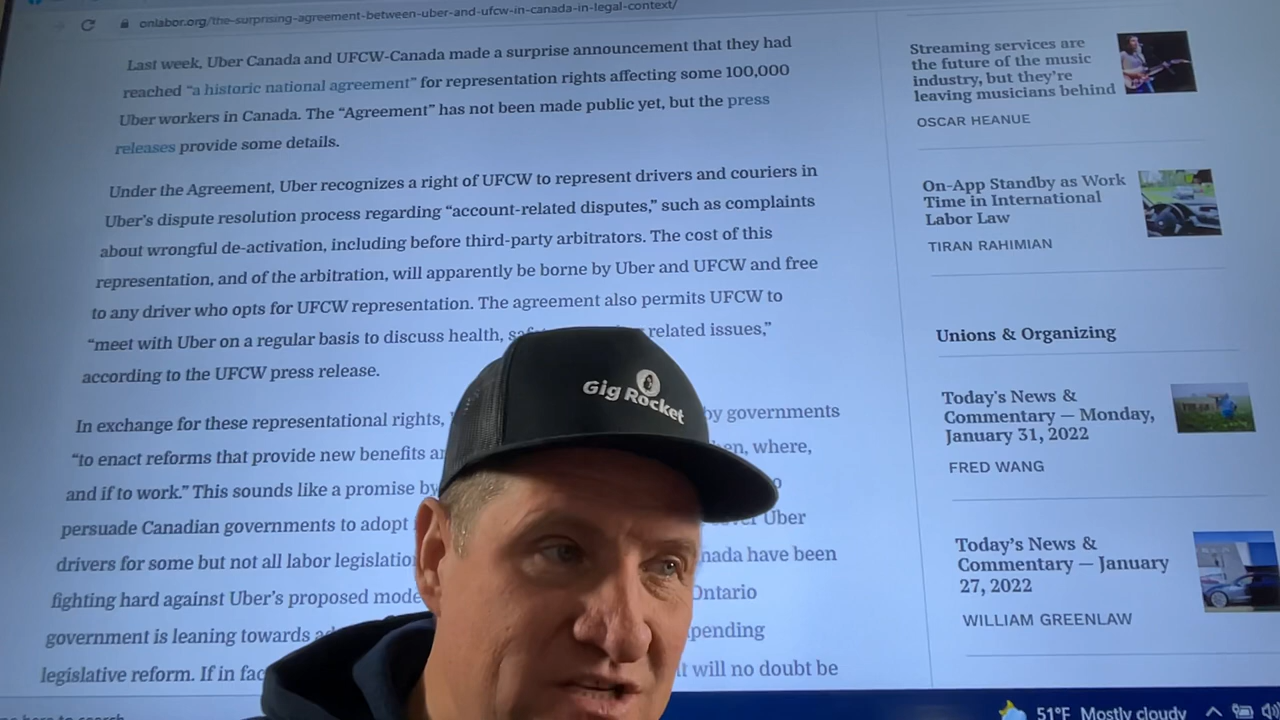 onlabor.org/the-surprising-agreement-between-uber-and-ufcw-in-canada-in-legal-context/
Last week, Uber Canada and UFCW-Canada made a surprise announcement that they had
reached “a historic national agreement” for representation rights affecting some 100,000
Uber workers in Canada. The “Agreement” has not been made public yet, but the press
releases provide some details.
Under the Agreement, Uber recognizes a right of UFCW to represent drivers and couriers in
Uber’s dispute resolution process regarding “account-related disputes,” such as complaints
about wrongful de-activation, including before third-party arbitrators. The cost of this
representation, and of the arbitration, will apparently be borne by Uber and UFCW and free
to any driver who opts for UFCW representation. The agreement also permits UFCW to
“meet with Uber on a regular basis to discuss health, related issues,”
according to the UFCW press release.
In exchange for these representational rights, by governments
“to enact reforms that provide new benefits where,
and if to work.” This sounds like a promise by
persuade Canadian governments to adopt Uber
drivers for some but not all labor legislation nada have been
fighting hard against Uber’s proposed mode Ontario
government is leaning towards pending
legislative reform. If in fac it will no doubt be
Streaming services are
the future of the music
industry, but they’re
leaving musicians behind
OSCAR HEANUE
On-App Standby as Work
Time in International
Labor Law
TIRAN RAHIMIAN
Unions & Organizing
Today’s News &
Commentary — Monday,
January 31, 2022
FRED WANG
Today’s News &
Commentary — January
27, 2022
WILLIAM GREENLAW
Gig Rocket
here to search
51°F Mostly cloudy